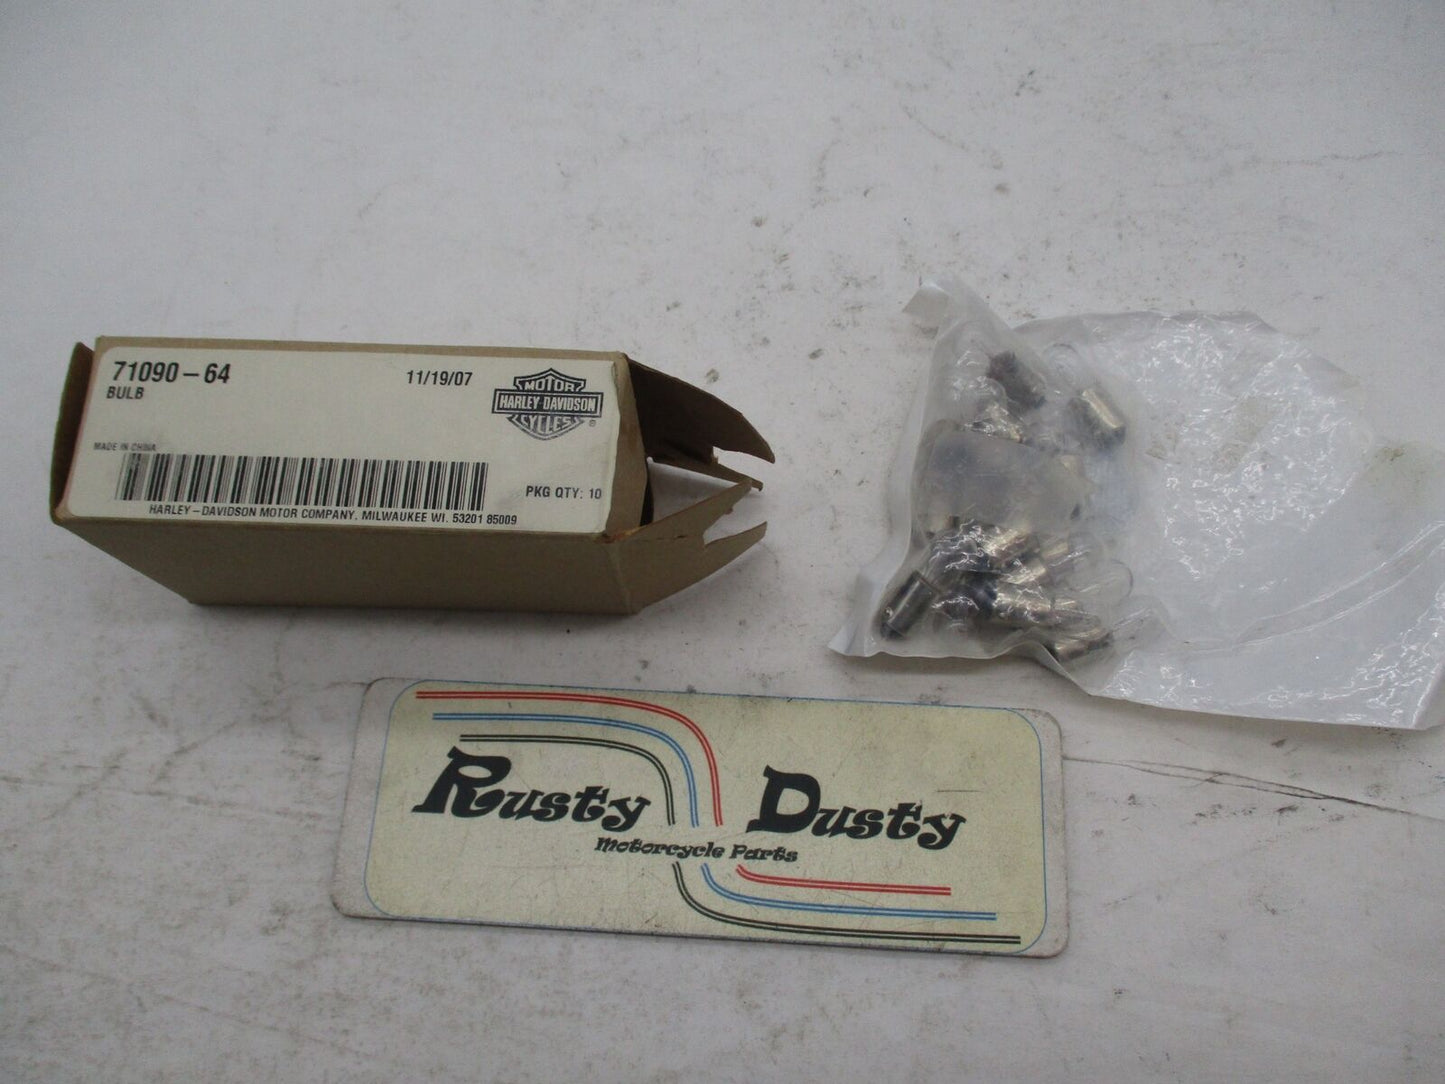 71090-64
11/19/07
BULB
MOTOR
HARLEY-DAVIDSON
CYCLES
®
MADE IN CHINA
PKG QTY: 10
HARLEY-DAVIDSON MOTOR COMPANY. MILWAUKEE WI. 53201 85009
Rusty Dusty
Motorcycle Parts